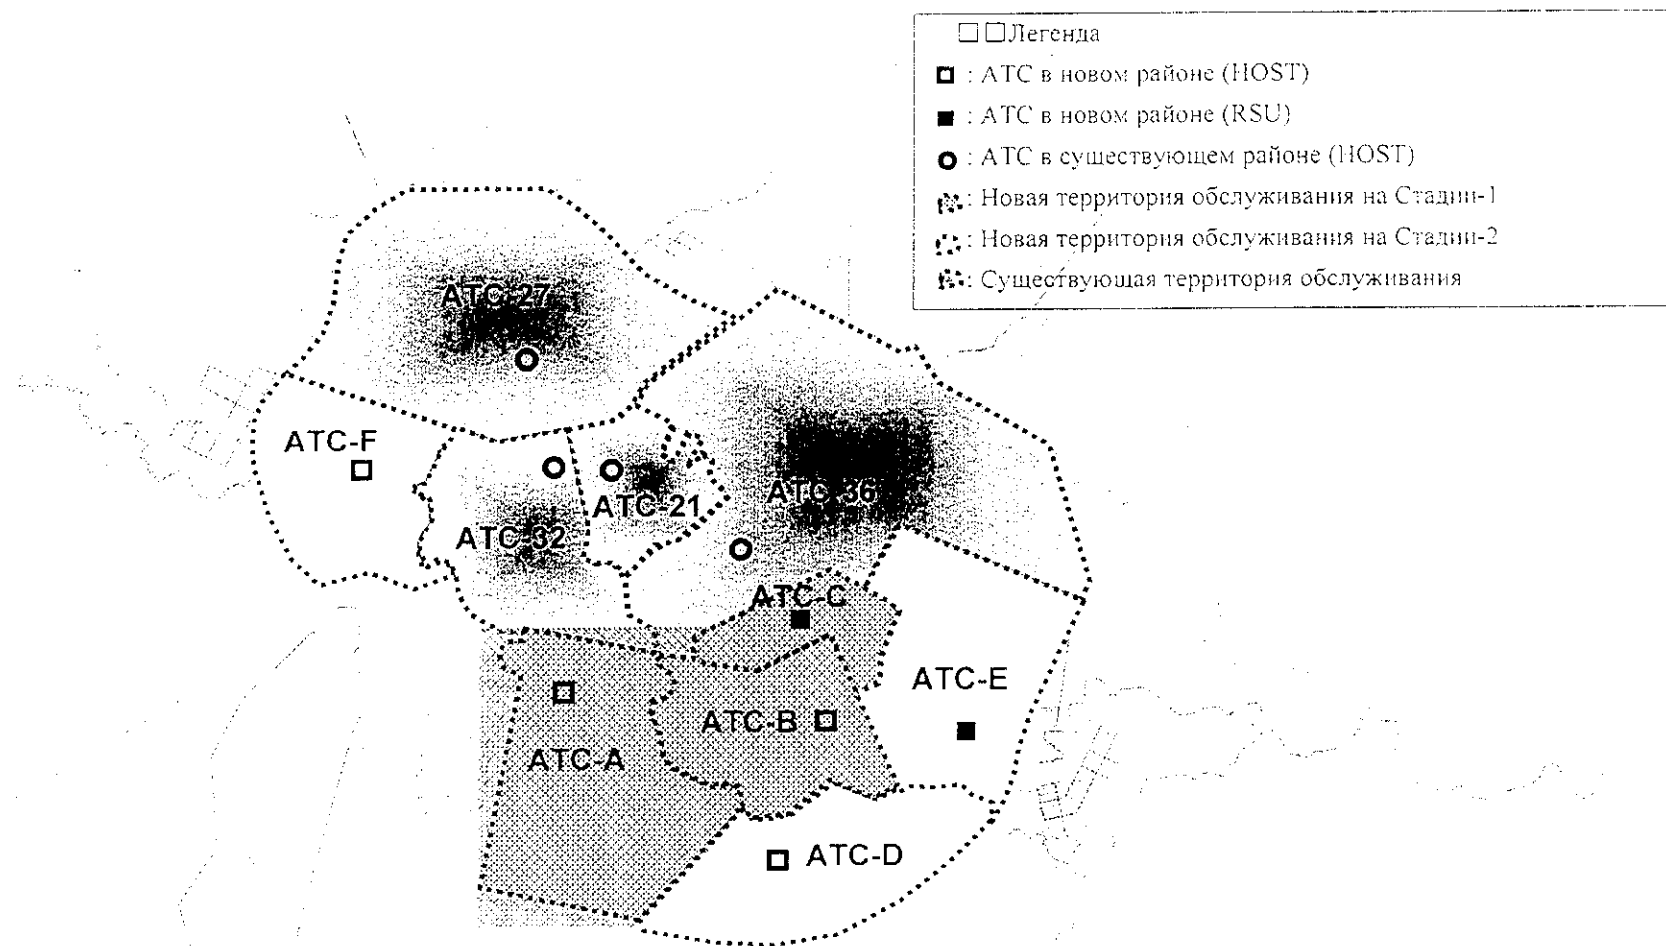 Легенда
: АТС в новом районе (HOST)
: АТС в новом районе (RSU)
: АТС в существующем районе (HOST)
: Новая территория обслуживания на Стадии-1
: Новая территория обслуживания на Стадии-2
: Существующая территория обслуживания
АТС-27
АТС-F
АТС-36
АТС-21
АТС-32
АТС-C
АТС-E
АТС-B
АТС-A
АТС-D